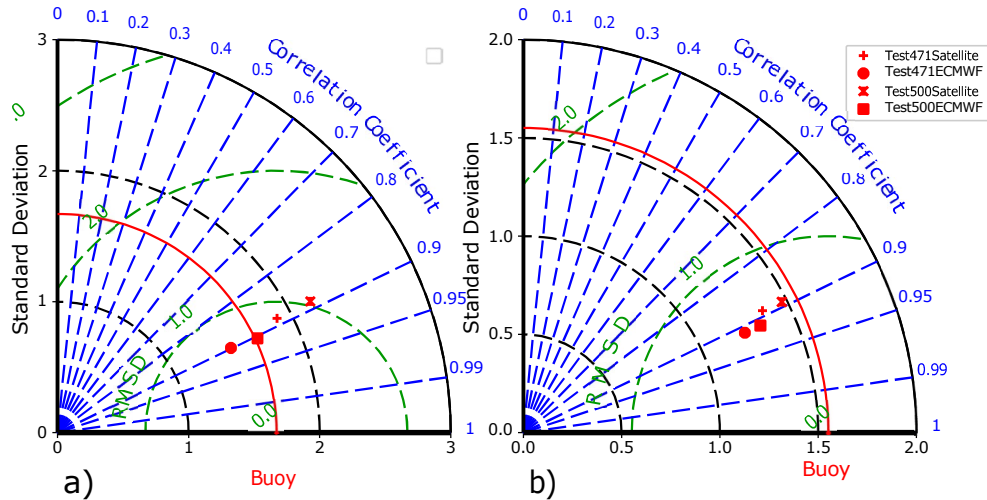 0 0.1 0.2 0.3 0.4 0.5 0.6 0.7 0.8 0.9 0.95 0.99 1
Correlation Coefficient
3
2
1
0
Standard Deviation
.0
2.0
1.0
0.0
RMSD
0 1 2 3
Buoy
a)
0 0.1 0.2 0.3 0.4 0.5 0.6 0.7 0.8 0.9 0.95 0.99 1
Correlation Coefficient
2.0
1.5
1.0
0.5
0.0
Standard Deviation
2.0
1.0
0.0
RMSD
0.0 0.5 1.0 1.5 2.0
Buoy
b)
Test471Satellite
Test471ECMWF
Test500Satellite
Test500ECMWF